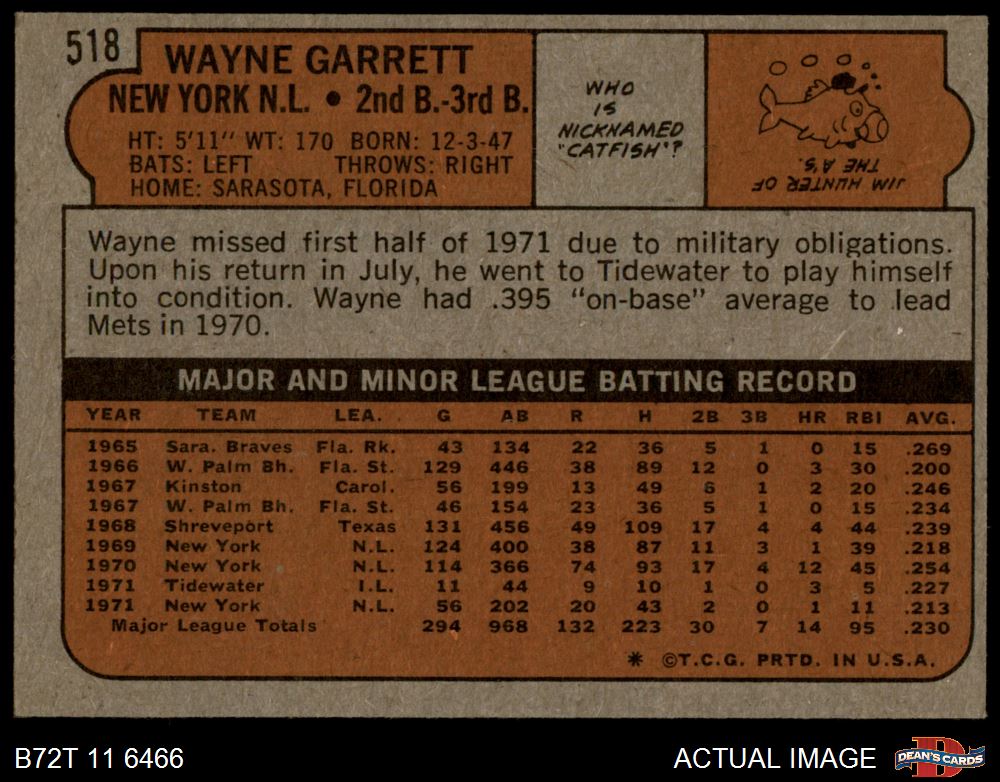 518
WAYNE GARRETT
NEW YORK N.L. • 2nd B.-3rd B.
HT: 5'11" WT: 170 BORN: 12-3-47
BATS: LEFT THROWS: RIGHT
HOME: SARASOTA, FLORIDA
WHO
IS
NICKNAMED
"CATFISH"?
JIM HUNTER OF
THE A'S.
Wayne missed first half of 1971 due to military obligations.
Upon his return in July, he went to Tidewater to play himself
into condition. Wayne had .395 "on-base" average to lead
Mets in 1970.
MAJOR AND MINOR LEAGUE BATTING RECORD
YEAR TEAM LEA. G AB R H 2B 3B HR RBI AVG.
1965 Sara. Braves Fla. Rk. 43 134 22 36 5 1 0 15 .269
1966 W. Palm Bh. Fla. St. 129 446 38 89 12 0 3 30 .200
1967 Kinston Carol. 56 199 13 49 6 1 2 20 .246
1967 W. Palm Bh. Fla. St. 46 154 23 36 5 1 0 15 .234
1968 Shreveport Texas 131 456 49 109 17 4 4 44 .239
1969 New York N.L. 124 400 38 87 11 3 1 39 .218
1970 New York N.L. 114 366 74 93 17 4 12 45 .254
1971 Tidewater I.L. 11 44 9 10 1 0 3 5 .227
1971 New York N.L. 56 202 20 43 2 0 1 11 .213
Major League Totals 294 968 132 223 30 7 14 95 .230
* ©T.C.G. PRTD. IN U.S.A.
B72T 11 6466
ACTUAL IMAGE
D
DEAN'S CARDS